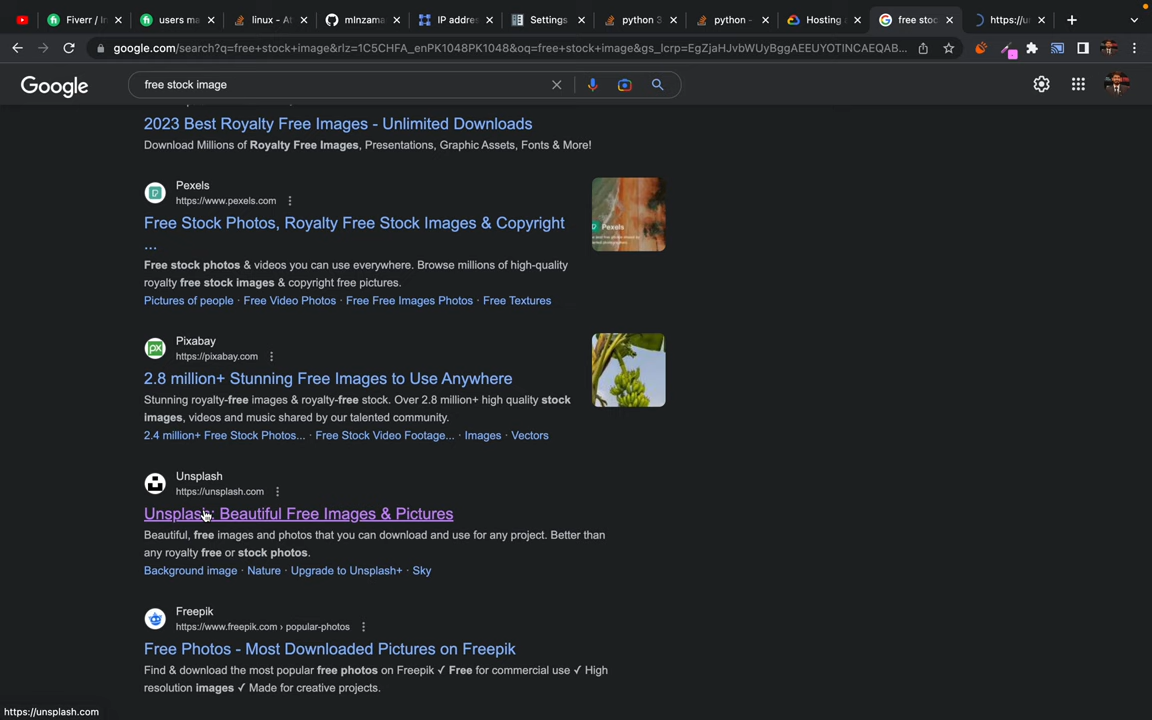 Fiverr / In
users ma
linux - Af
mlnzama
IP addres
Settings
python 3
python -
Hosting
free stoc
https://u
google.com/search?q=free+stock+image&rlz=1C5CHFA_enPK1048PK1048&oq=free+stock+image&gs_lcrp=EgZjaHJvbWUyBggAEEUYOTINCAEQAB...
Google
free stock image
2023 Best Royalty Free Images - Unlimited Downloads
Download Millions of Royalty Free Images, Presentations, Graphic Assets, Fonts & More!
Pexels
https://www.pexels.com
Free Stock Photos, Royalty Free Stock Images & Copyright
...
Pexels
Free stock photos & videos you can use everywhere. Browse millions of high-quality
royalty free stock images & copyright free pictures.
Pictures of people · Free Video Photos · Free Free Images Photos · Free Textures
Pixabay
https://pixabay.com
2.8 million+ Stunning Free Images to Use Anywhere
Stunning royalty-free images & royalty-free stock. Over 2.8 million+ high quality stock
images, videos and music shared by our talented community.
2.4 million+ Free Stock Photos... · Free Stock Video Footage... · Images · Vectors
Unsplash
https://unsplash.com
Unsplash: Beautiful Free Images & Pictures
Beautiful, free images and photos that you can download and use for any project. Better than
any royalty free or stock photos.
Background image · Nature · Upgrade to Unsplash+ · Sky
Freepik
https://www.freepik.com › popular-photos
Free Photos - Most Downloaded Pictures on Freepik
Find & download the most popular free photos on Freepik ✓ Free for commercial use ✓ High
resolution images ✓ Made for creative projects.
https://unsplash.com